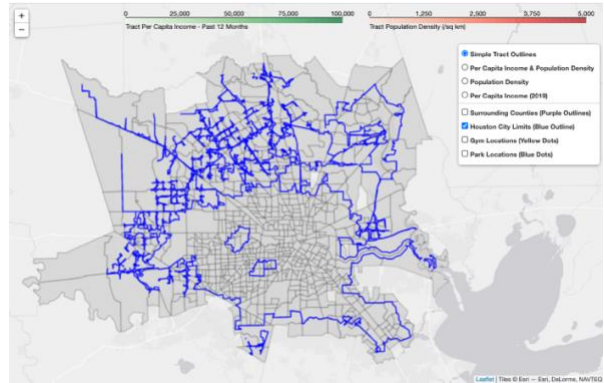 +
−
0 25,000 50,000 75,000 100,000
Tract Per Capita Income - Past 12 Months
0 1,250 2,500 3,750 5,000
Tract Population Density (/sq km)
Simple Tract Outlines
Per Capita Income & Population Density
Population Density
Per Capita Income (2019)
Surrounding Counties (Purple Outlines)
Houston City Limits (Blue Outline)
Gym Locations (Yellow Dots)
Park Locations (Blue Dots)
Leaflet | Tiles © Esri — Esri, DeLorme, NAVTEQ